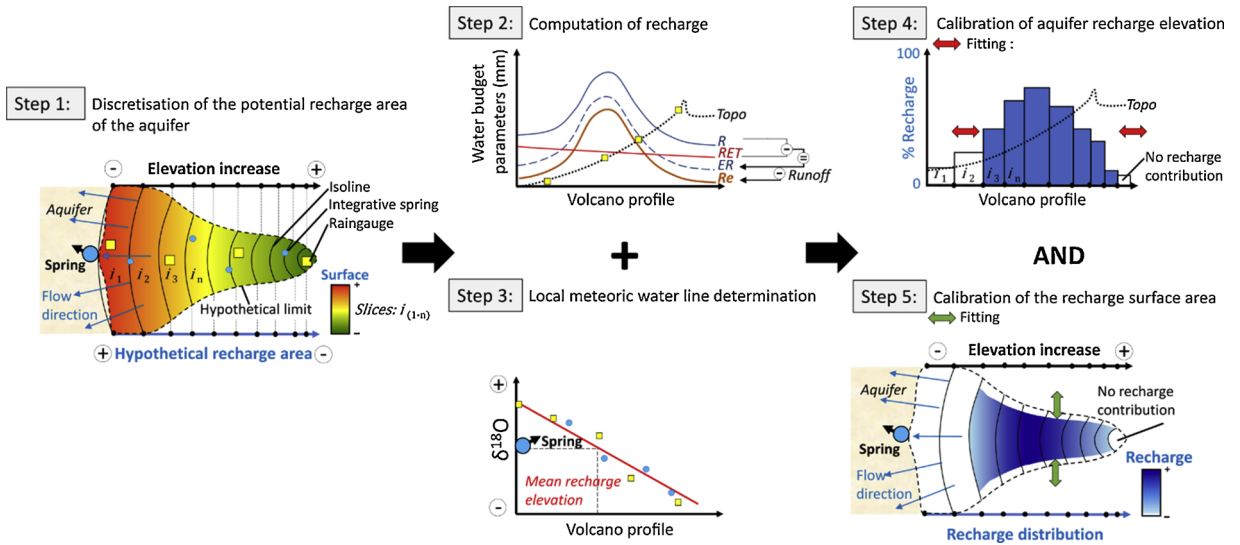 Step 1:
Discretisation of the potential recharge area
of the aquifer
-
Elevation increase
+
Isoline
Integrative spring
Raingauge
Aquifer
Spring
i1
i2
i3
in
Flow
direction
Hypothetical limit
Surface
+
Slices: i (1-n)
-
+
Hypothetical recharge area
-
Step 2:
Computation of recharge
Water budget
parameters (mm)
Topo
R
RET
ER
Re
-
=
-
Runoff
Volcano profile
+
Step 3:
Local meteoric water line determination
+
δ18O
Spring
Mean recharge
elevation
-
Volcano profile
Step 4:
Calibration of aquifer recharge elevation
Fitting :
100
% Recharge
0
Topo
i1
i2
i3
in
No recharge
contribution
Volcano profile
AND
Step 5:
Calibration of the recharge surface area
Fitting
-
Elevation increase
+
Aquifer
No recharge
contribution
Spring
Flow
direction
Recharge
+
-
Recharge distribution